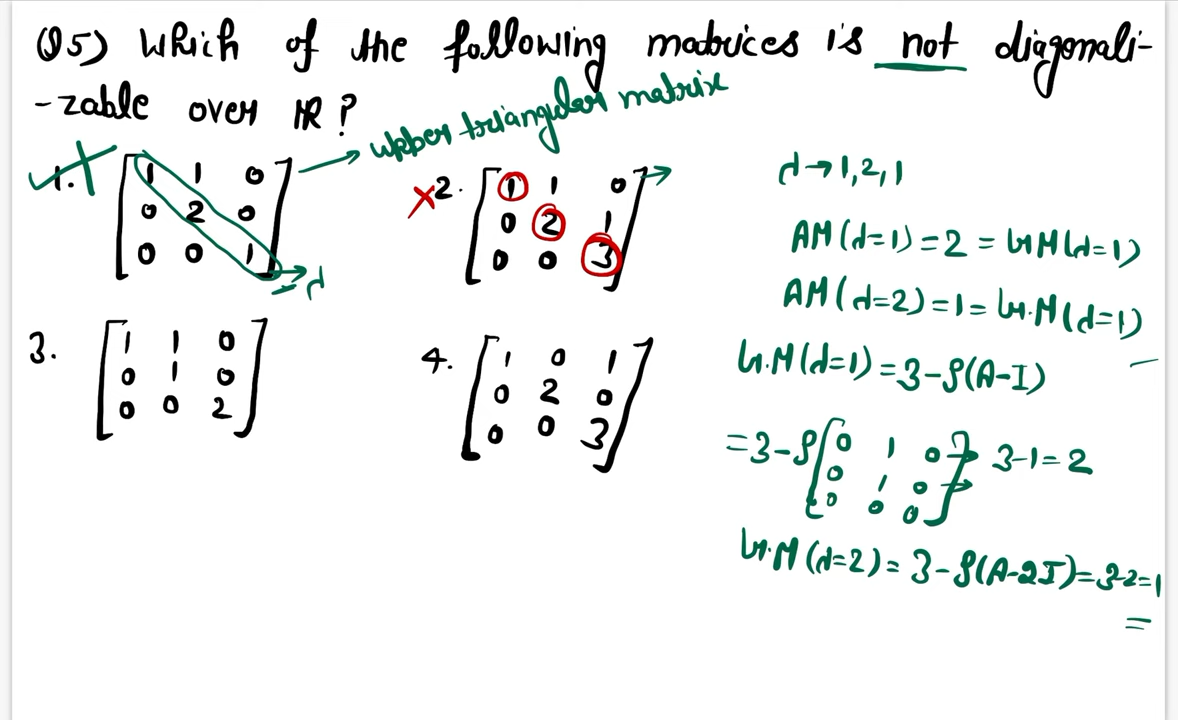 Q5) Which of the following matrices is not diagonali-
-zable over IR?
upper triangular matrix
1. [1 1 0
0 2 0
0 0 1]
d
×2. [1 1 0
0 2 1
0 0 3]
3. [1 1 0
0 1 0
0 0 2]
4. [1 0 1
0 2 0
0 0 3]
d→1,2,1
AM(d=1)=2=G.M(d=1)
AM(d=2)=1=G.M(d=1)
G.M(d=1)=3-ρ(A-I)
=3-ρ[0 1 0
0 1 0
0 0 0] 3-1=2
G.M(d=2)=3-ρ(A-2I)=3-2=1